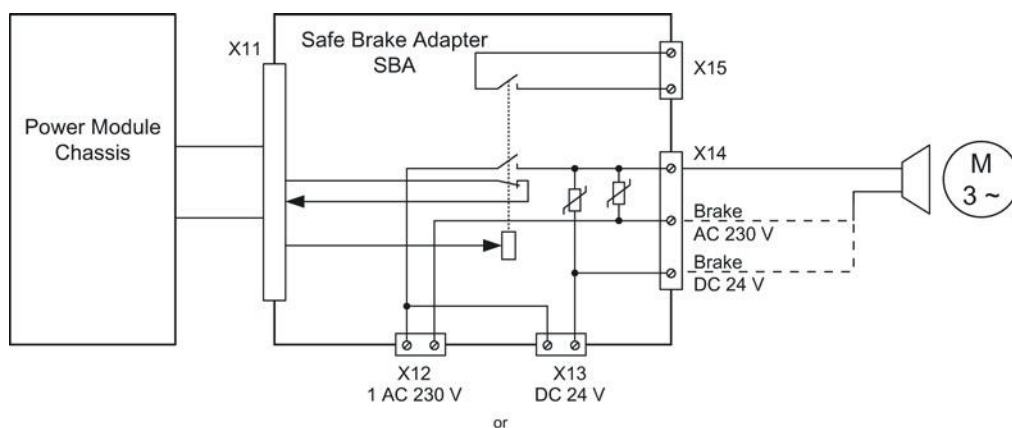 Power Module
Chassis
X11
Safe Brake Adapter
SBA
X15
X14
Brake
AC 230 V
Brake
DC 24 V
M
3 ~
X12
1 AC 230 V
X13
DC 24 V
or